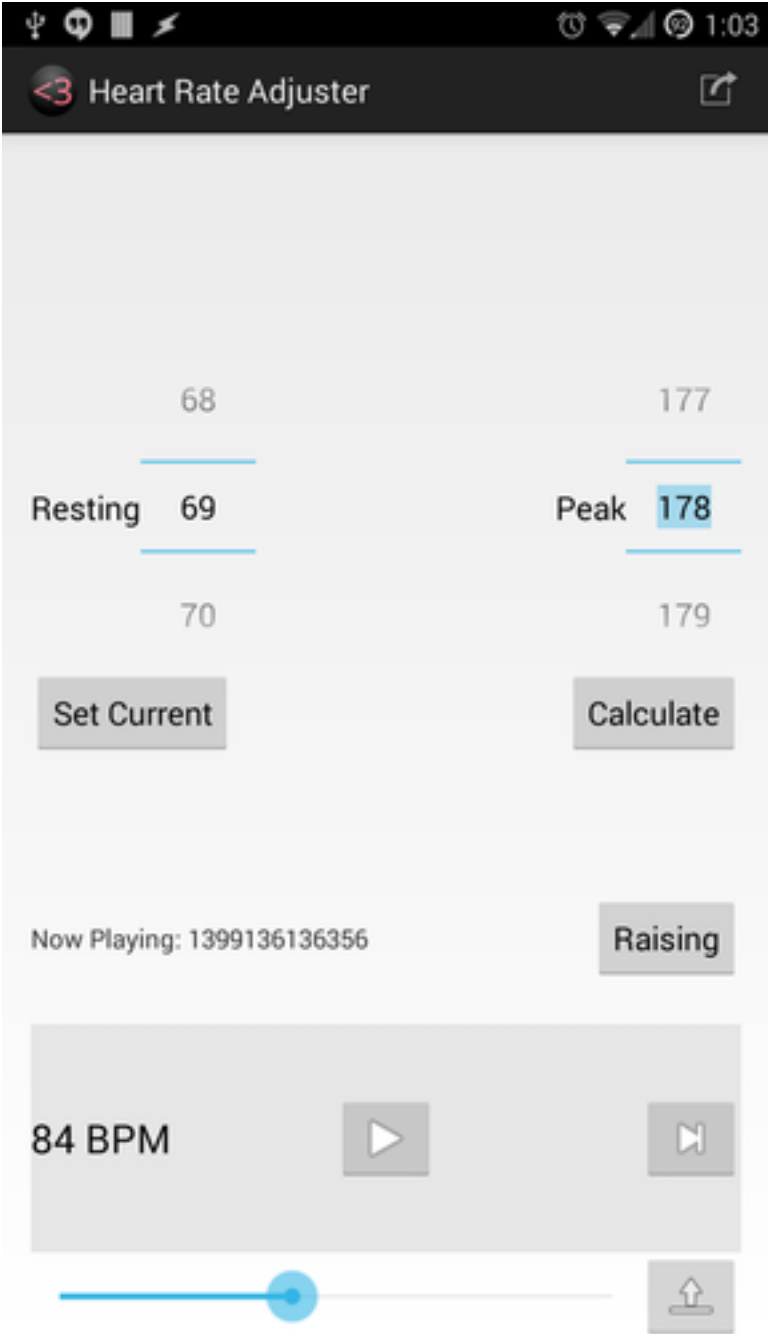 92 1:03
<3 Heart Rate Adjuster
68 177
Resting 69 Peak 178
70 179
Set Current Calculate
Now Playing: 1399136136356 Raising
84 BPM